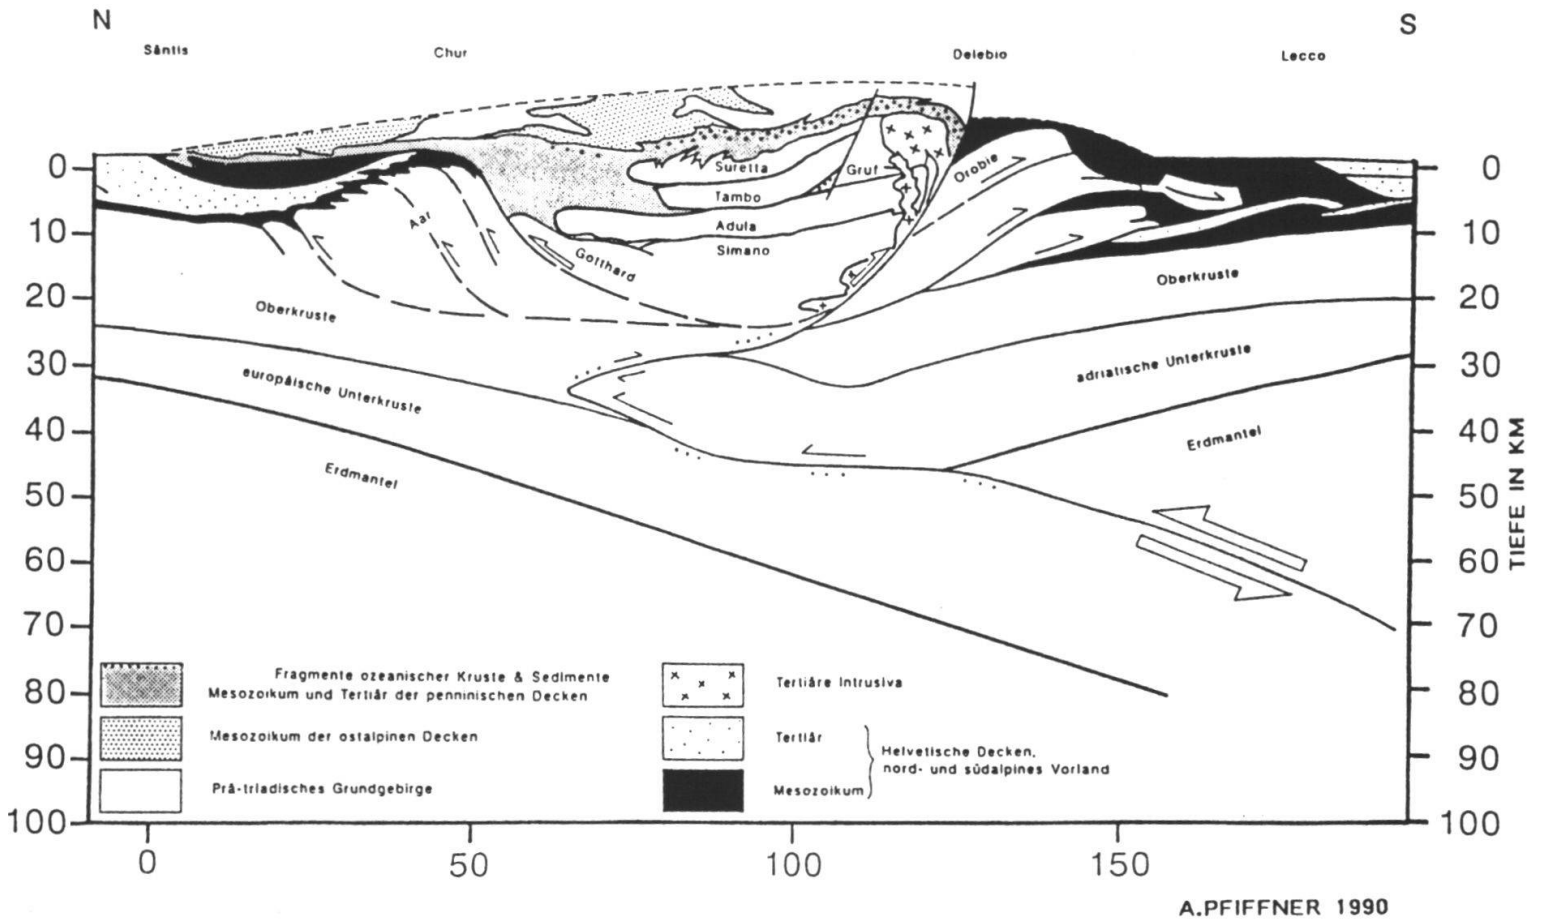 N
S
Säntis
Chur
Delebio
Lecco
0
0
Suretta
Gruf
Orobie
Tambo
Aar
Adula
10
10
Simano
Gotthard
Oberkruste
20
20
Oberkruste
30
30
adriatische Unterkruste
europäische Unterkruste
40
40
Erdmantel
Erdmantel
50
50
TIEFE IN KM
60
60
70
70
Fragmente ozeanischer Kruste & Sedimente
Mesozoikum und Tertiär der penninischen Decken
Tertiäre Intrusiva
80
80
Mesozoikum der ostalpinen Decken
Tertiär
Helvetische Decken,
nord- und südalpines Vorland
90
90
Prä-triadisches Grundgebirge
Mesozoikum
100
100
0
50
100
150
A.PFIFFNER 1990